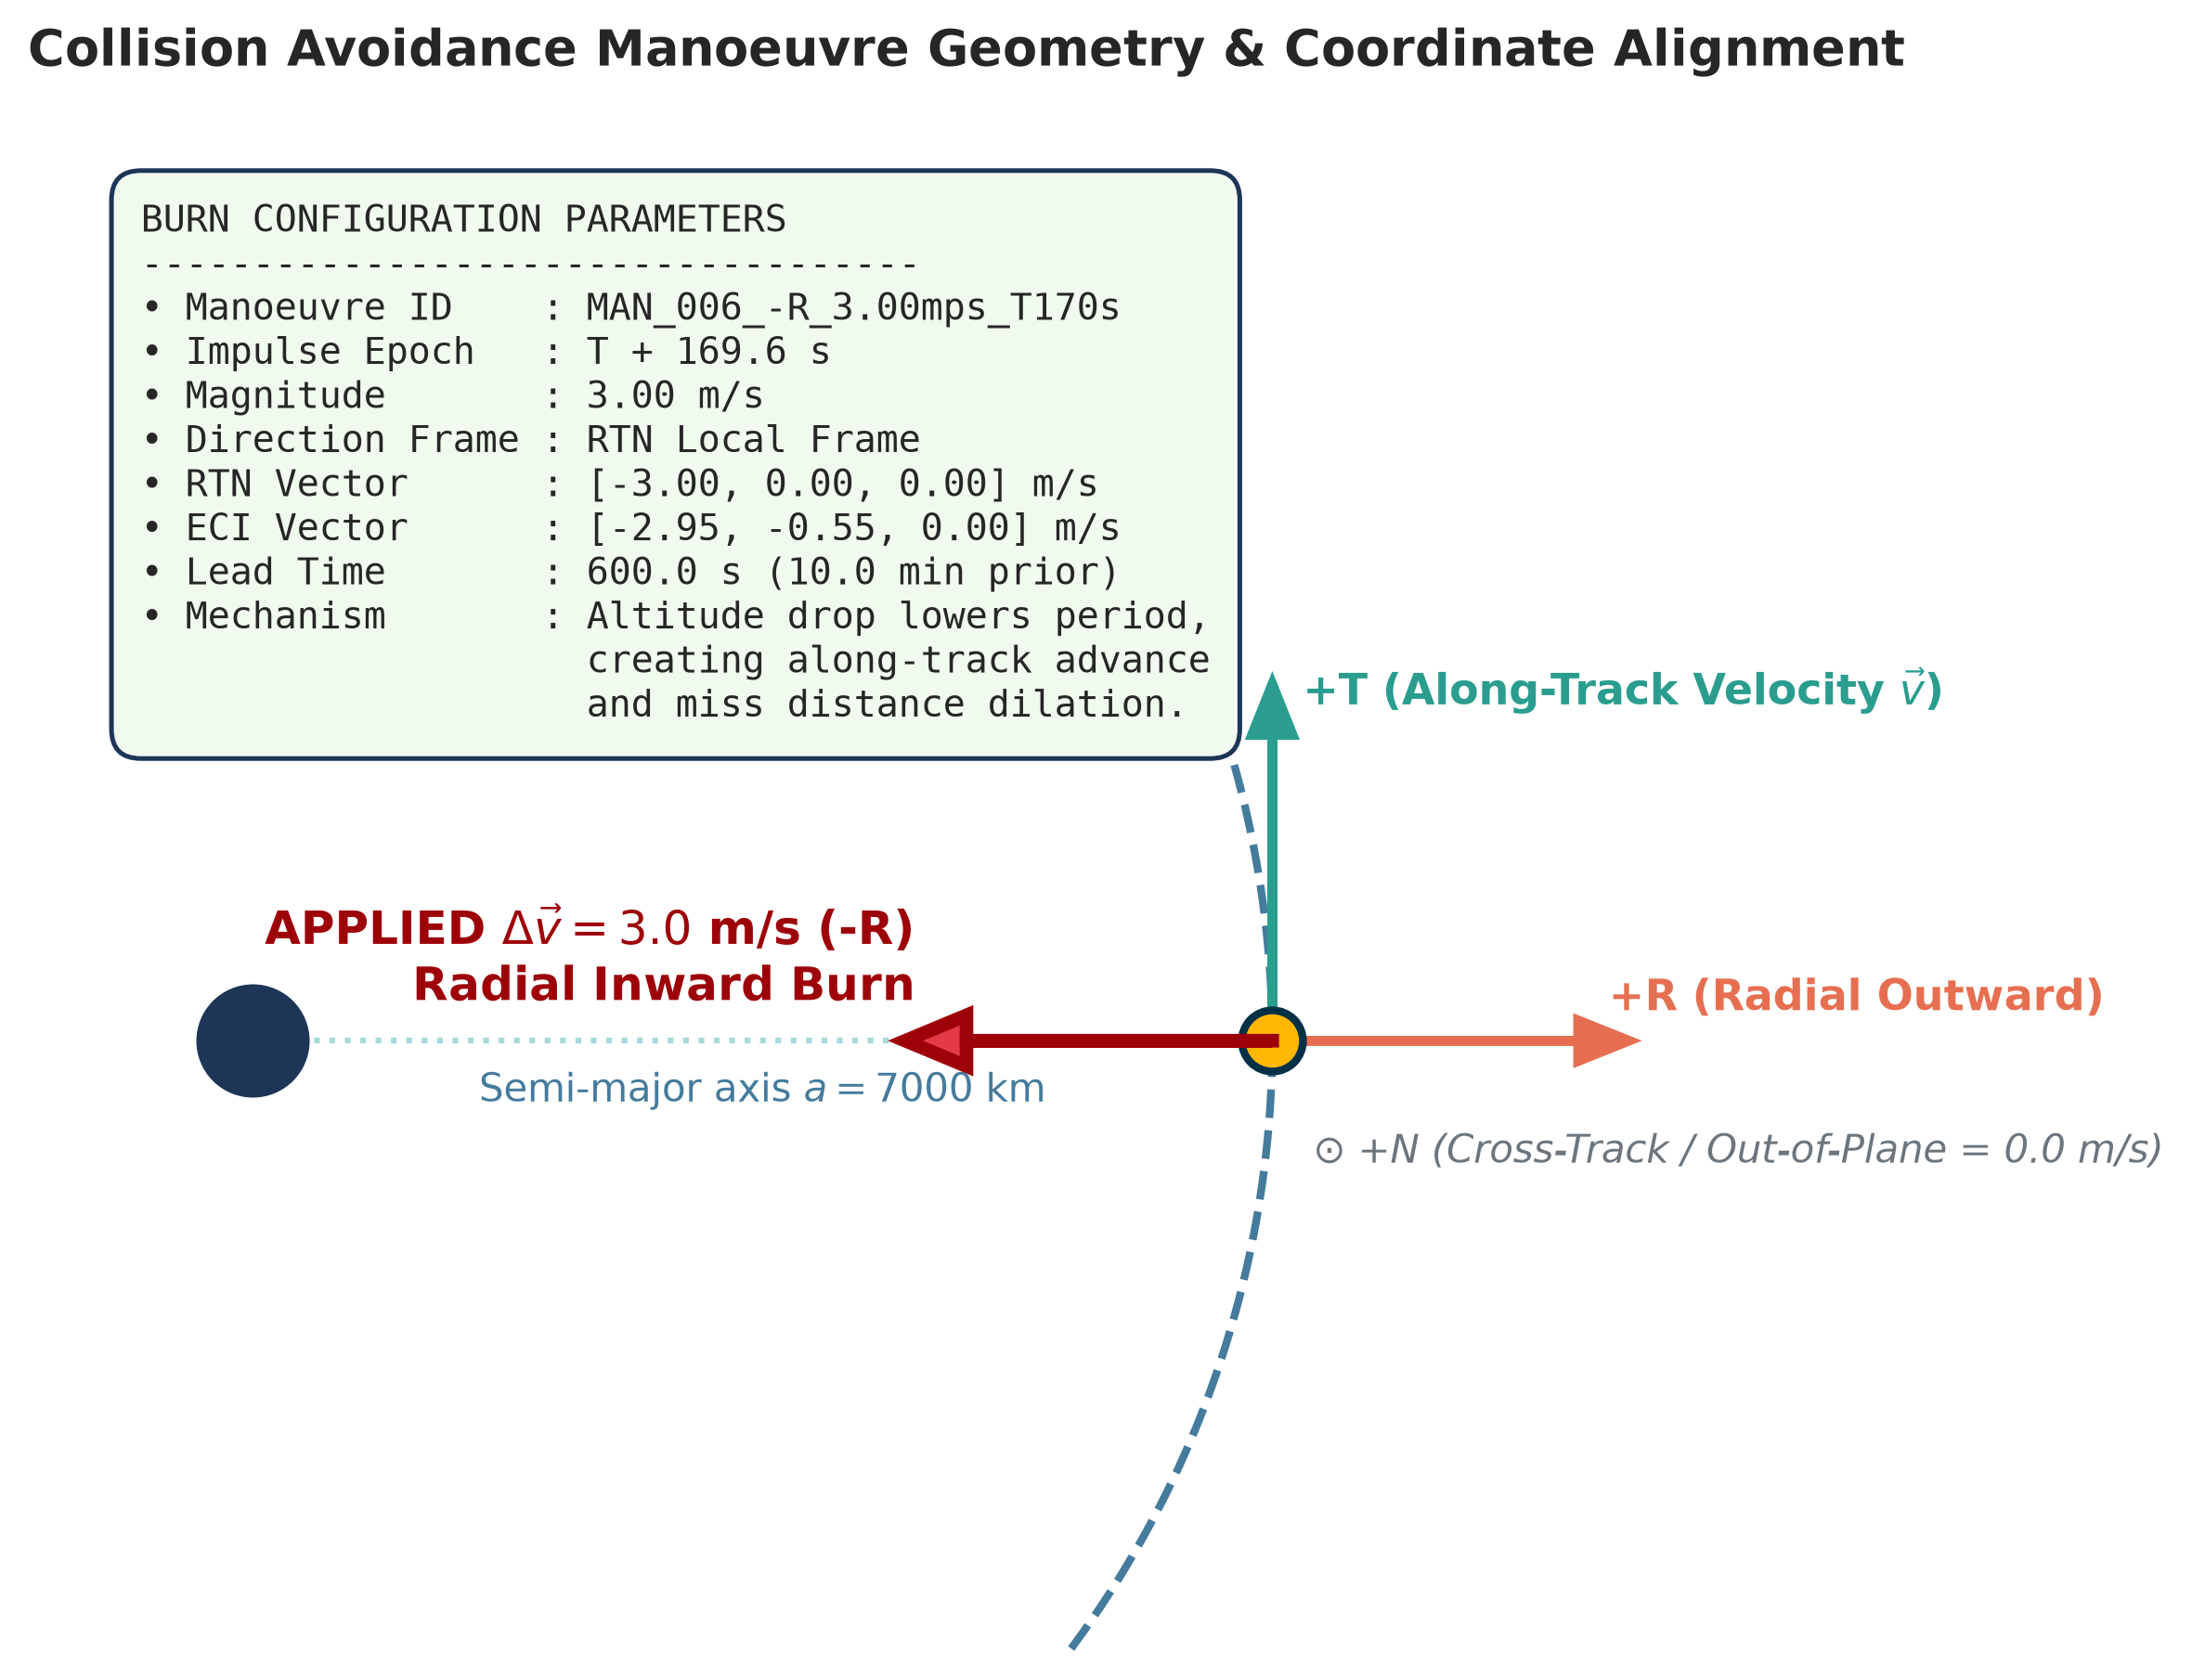 Collision Avoidance Manoeuvre Geometry & Coordinate Alignment
BURN CONFIGURATION PARAMETERS
-----------------------------------
• Manoeuvre ID    : MAN_006_-R_3.00mps_T170s
• Impulse Epoch   : T + 169.6 s
• Magnitude       : 3.00 m/s
• Direction Frame : RTN Local Frame
• RTN Vector      : [-3.00, 0.00, 0.00] m/s
• ECI Vector      : [-2.95, -0.55, 0.00] m/s
• Lead Time       : 600.0 s (10.0 min prior)
• Mechanism       : Altitude drop lowers period,
creating along-track advance
and miss distance dilation.
+T (Along-Track Velocity v⃗)
APPLIED Δv⃗ = 3.0 m/s (-R)
Radial Inward Burn
+R (Radial Outward)
Semi-major axis a = 7000 km
⊙ +N (Cross-Track / Out-of-Plane = 0.0 m/s)